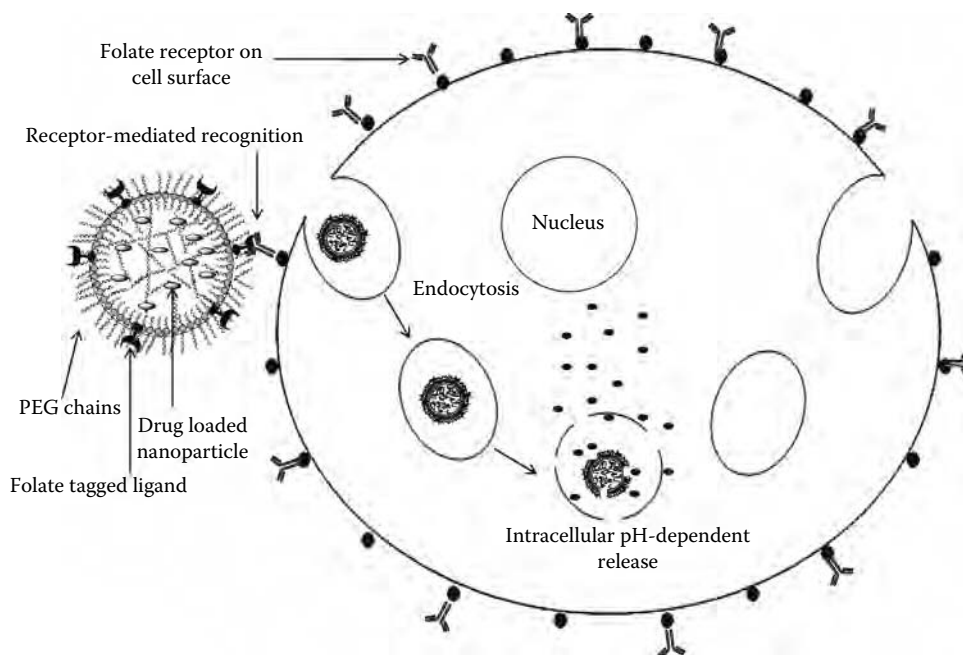 Folate receptor on
cell surface
Receptor-mediated recognition
Nucleus
Endocytosis
PEG chains
Drug loaded
nanoparticle
Folate tagged ligand
Intracellular pH-dependent
release